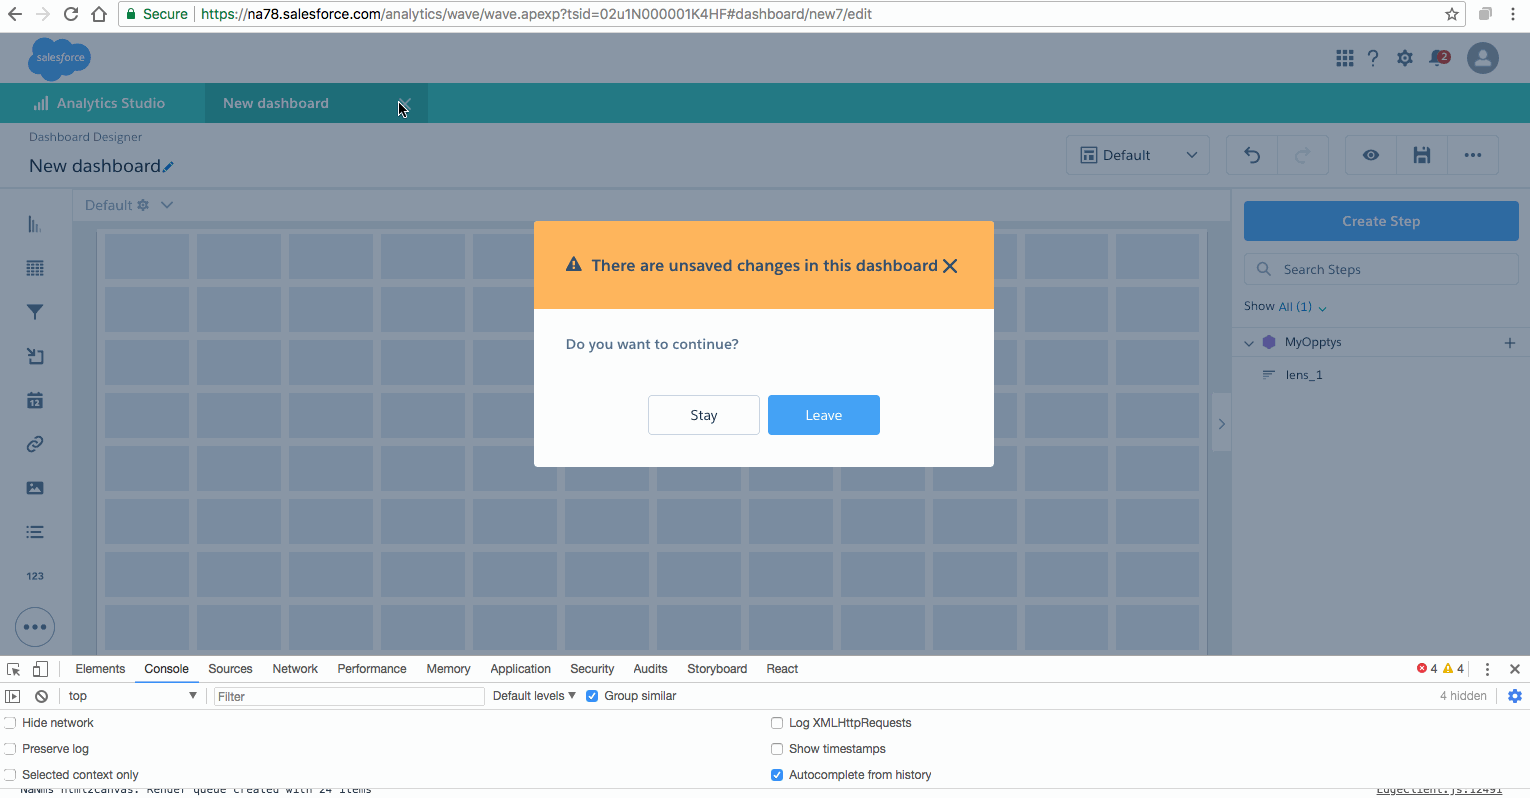 Secure https://na78.salesforce.com/analytics/wave/wave.apexp?tsid=02u1N000001K4HF#dashboard/new7/edit
salesforce
2
Analytics Studio New dashboard
Dashboard Designer
New dashboard
Default
Default
Create Step
Search Steps
Show All (1)
MyOpptys
lens_1
12
123
There are unsaved changes in this dashboard
Do you want to continue?
Stay Leave
Elements Console Sources Network Performance Memory Application Security Audits Storyboard React 4 4
top Filter Default levels Group similar 4 hidden
Hide network Log XMLHttpRequests
Preserve log Show timestamps
Selected context only Autocomplete from history
html2canvas: Render queue created with 24 items EdgeClient.js:12491